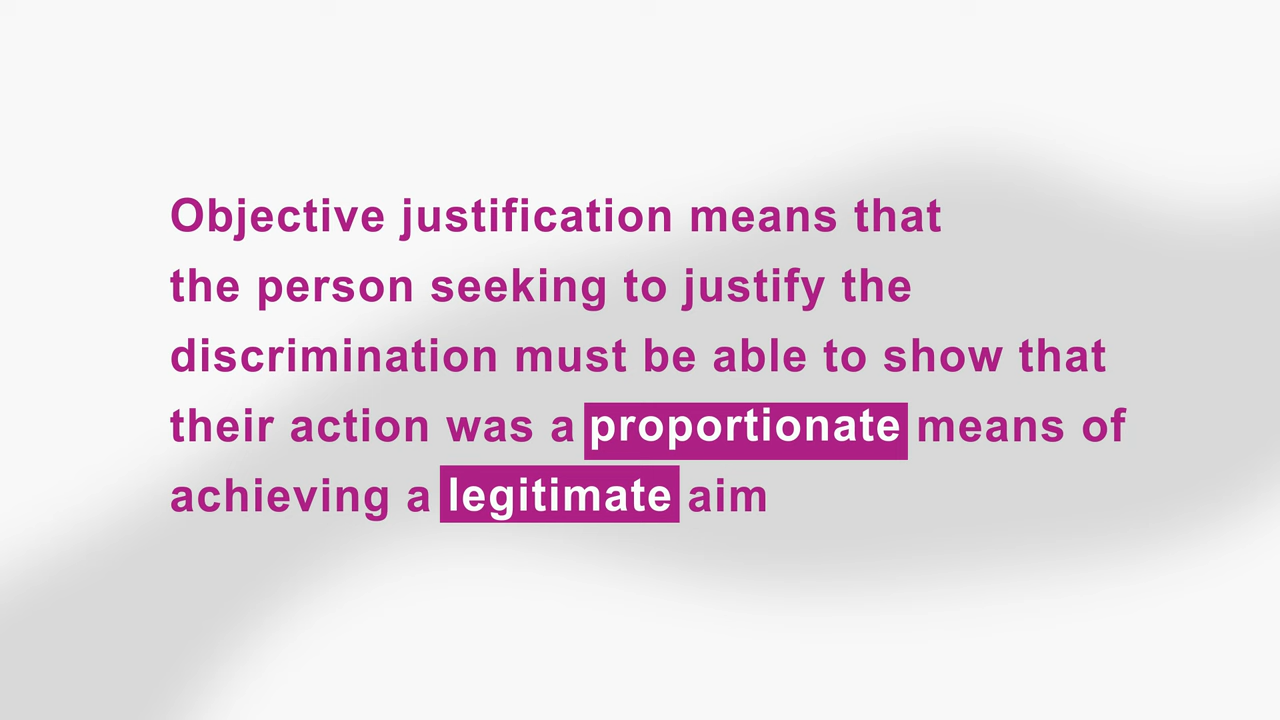 Objective justification means that
the person seeking to justify the
discrimination must be able to show that
their action was a proportionate means of
achieving a legitimate aim